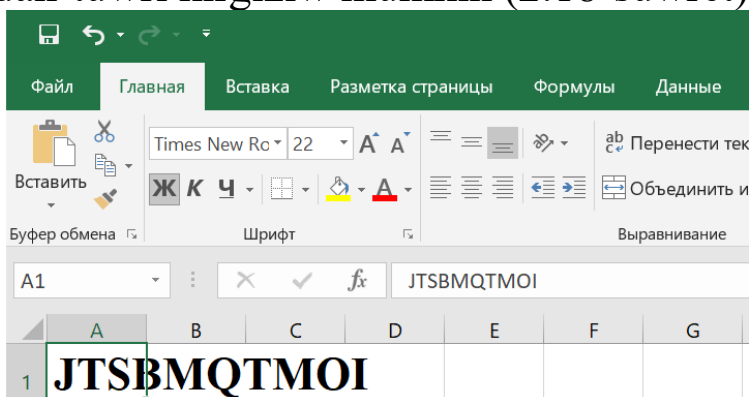 Файл Главная Вставка Разметка страницы Формулы Данные
Times New Ro 22 А А ab Перенести тек
Вставить Ж К Ч А Объединить и
Буфер обмена Шрифт Выравнивание
A1 fx JTSBMQTMOI
A B C D E F G
1 JTSBMQTMOI